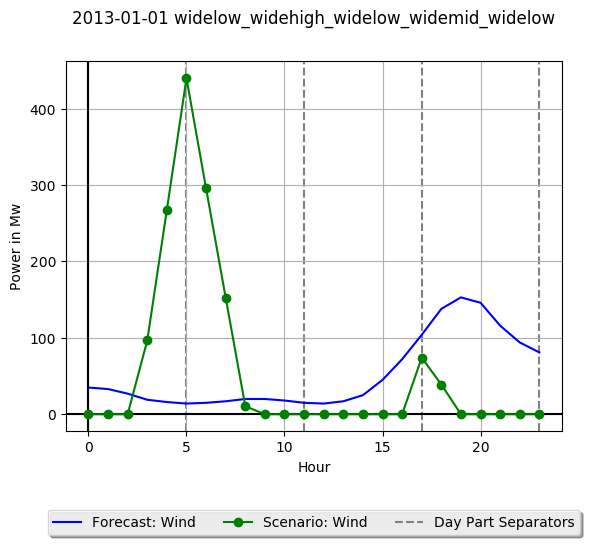 2013-01-01 widelow_widehigh_widelow_widemid_widelow
Power in Mw
400
300
200
100
0
0 5 10 15 20
Hour
Forecast: Wind Scenario: Wind Day Part Separators